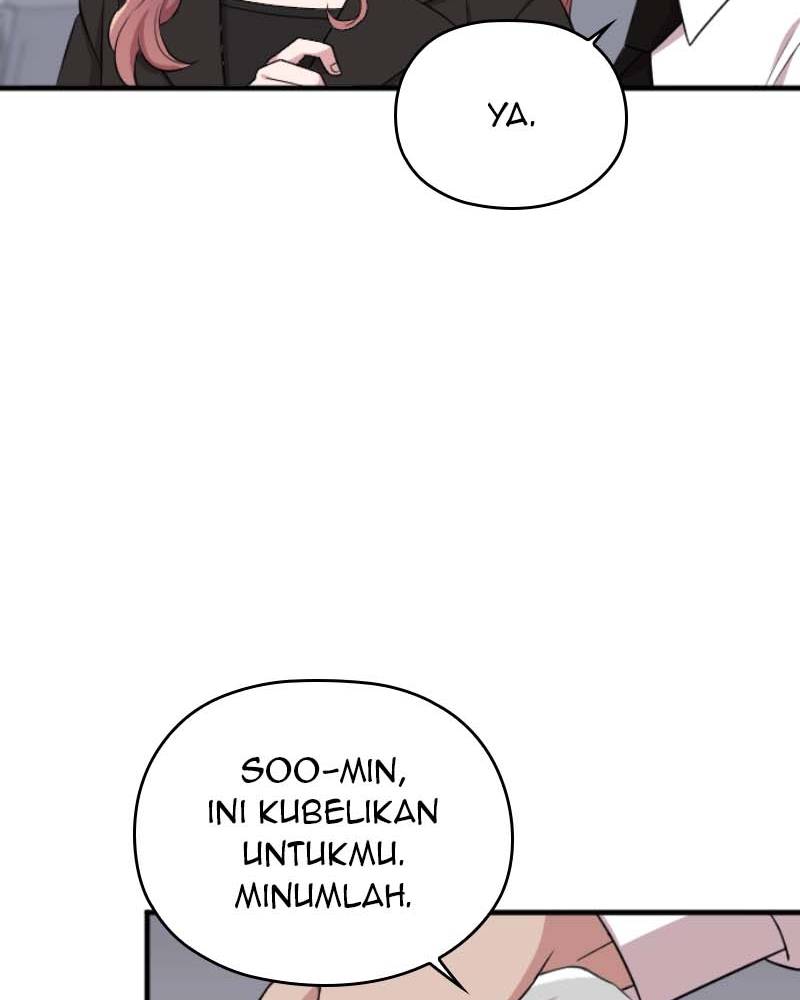 YA.
SOO-MIN,
INI KUBELIKAN
UNTUKMU.
MINUMLAH.